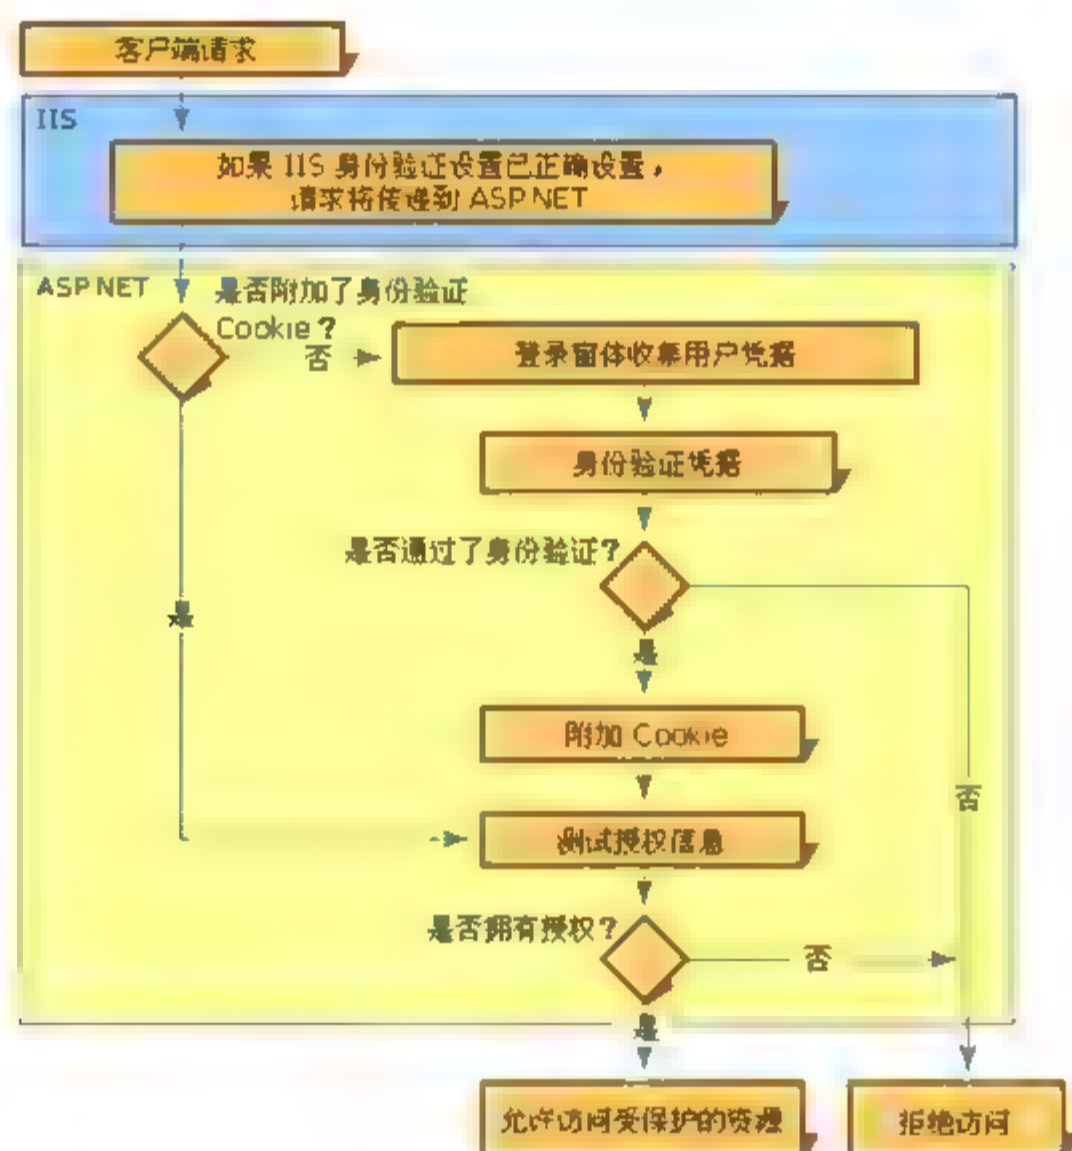 客户端请求
IIS
如果 IIS 身份验证设置已正确设置，
请求将传递到 ASP.NET
ASP.NET
是否附加了身份验证
Cookie？
否
登录窗体收集用户凭据
身份验证凭据
是否通过了身份验证？
是
是
附加 Cookie
否
测试授权信息
是否拥有授权？
否
是
允许访问受保护的资源
拒绝访问